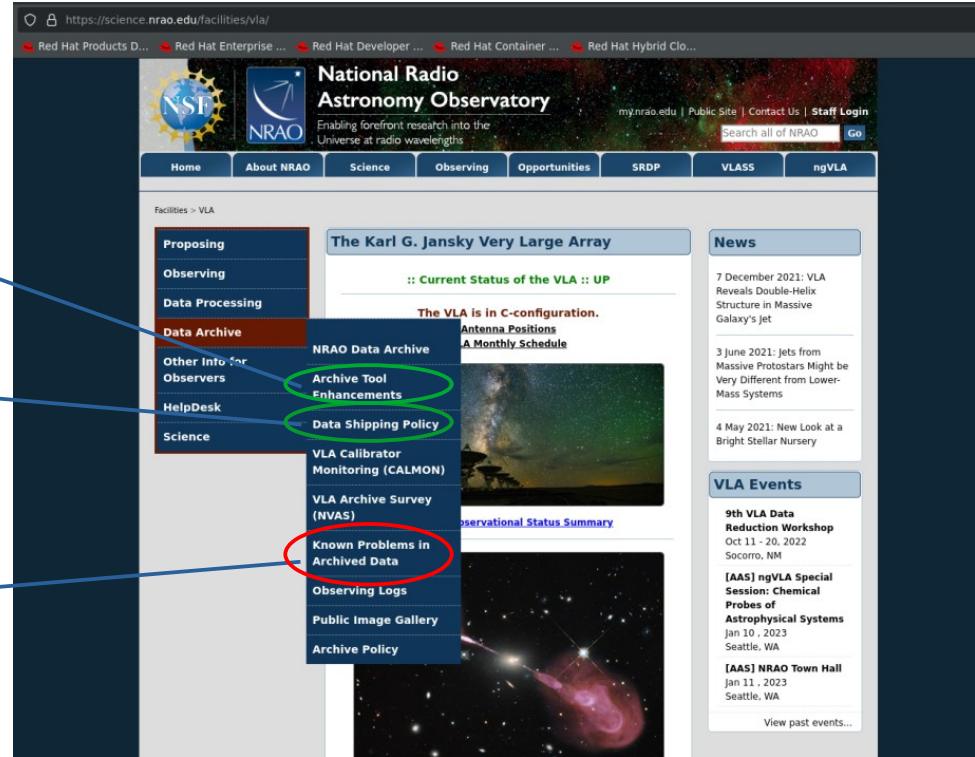 https://science.nrao.edu/facilities/vla/
Red Hat Products D... Red Hat Enterprise ... Red Hat Developer ... Red Hat Container ... Red Hat Hybrid Clo...
NSF
NRAO
National Radio
Astronomy Observatory
Enabling forefront research into the
Universe at radio wavelengths
my.nrao.edu | Public Site | Contact Us | Staff Login
Search all of NRAO Go
Home About NRAO Science Observing Opportunities SRDP VLASS ngVLA
Facilities > VLA
Proposing
Observing
Data Processing
Data Archive
Other Info for
Observers
HelpDesk
Science
NRAO Data Archive
Archive Tool
Enhancements
Data Shipping Policy
VLA Calibrator
Monitoring (CALMON)
VLA Archive Survey
(NVAS)
Known Problems in
Archived Data
Observing Logs
Public Image Gallery
Archive Policy
The Karl G. Jansky Very Large Array
:: Current Status of the VLA :: UP
The VLA is in C-configuration.
Antenna Positions
A Monthly Schedule
servational Status Summary
News
7 December 2021: VLA
Reveals Double-Helix
Structure in Massive
Galaxy's Jet
3 June 2021: Jets from
Massive Protostars Might be
Very Different from Lower-
Mass Systems
4 May 2021: New Look at a
Bright Stellar Nursery
VLA Events
9th VLA Data
Reduction Workshop
Oct 11 - 20, 2022
Socorro, NM
[AAS] ngVLA Special
Session: Chemical
Probes of
Astrophysical Systems
Jan 10 , 2023
Seattle, WA
[AAS] NRAO Town Hall
Jan 11 , 2023
Seattle, WA
View past events...